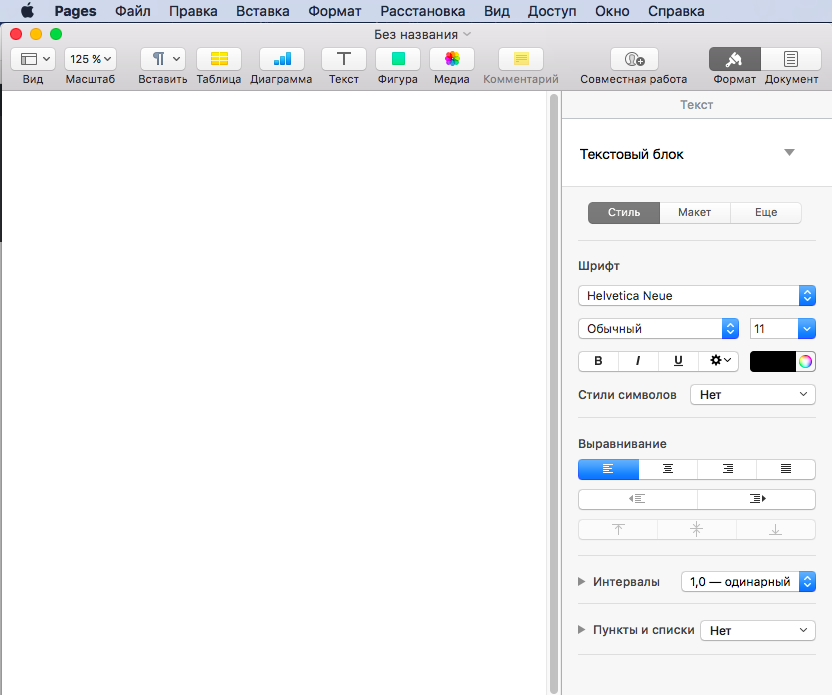 Pages Файл Правка Вставка Формат Расстановка Вид Доступ Окно Справка
Без названия
125 %
Вид Масштаб Вставить Таблица Диаграмма Текст Фигура Медиа Комментарий Совместная работа Формат Документ
Текст
Текстовый блок
Стиль Макет Еще
Шрифт
Helvetica Neue
Обычный 11
B I U
Стили символов Нет
Выравнивание
Интервалы 1,0 — одинарный
Пункты и списки Нет